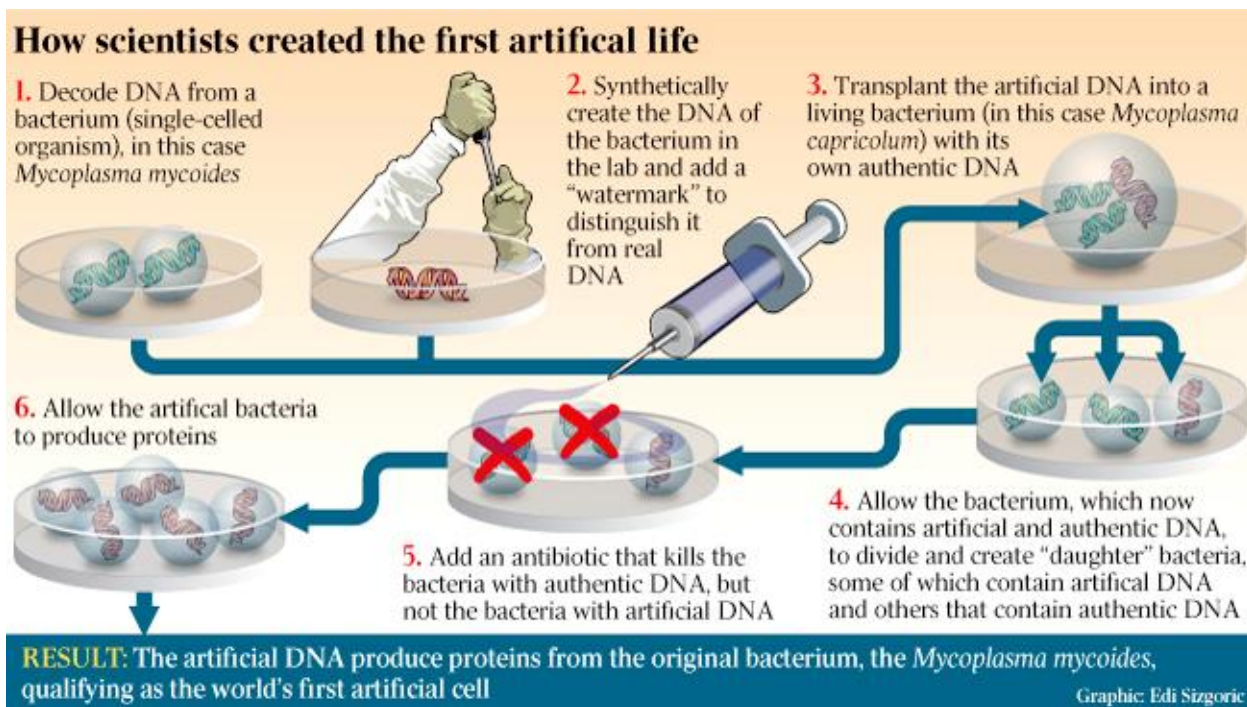 How scientists created the first artifical life
1. Decode DNA from a
bacterium (single-celled
organism), in this case
Mycoplasma mycoides
2. Synthetically
create the DNA of
the bacterium in
the lab and add a
“watermark” to
distinguish it
from real
DNA
3. Transplant the artificial DNA into a
living bacterium (in this case Mycoplasma
capricolum) with its
own authentic DNA
4. Allow the bacterium, which now
contains artificial and authentic DNA,
to divide and create “daughter” bacteria,
some of which contain artifical DNA
and others that contain authentic DNA
5. Add an antibiotic that kills the
bacteria with authentic DNA, but
not the bacteria with artificial DNA
6. Allow the artifical bacteria
to produce proteins
RESULT: The artificial DNA produce proteins from the original bacterium, the Mycoplasma mycoides,
qualifying as the world’s first artificial cell
Graphic: Edi Sizgoric